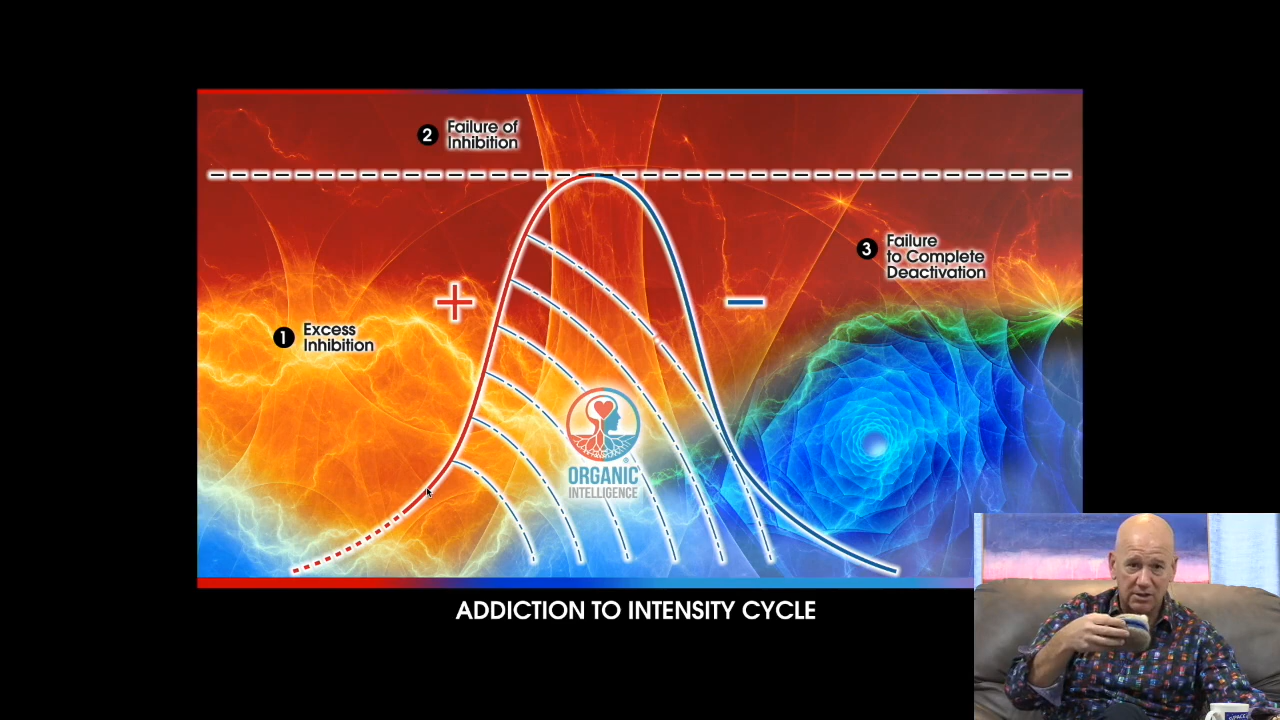 2 Failure of
Inhibition
3 Failure
to Complete
Deactivation
+
−
1 Excess
Inhibition
ORGANIC
INTELLIGENCE
®
ADDICTION TO INTENSITY CYCLE